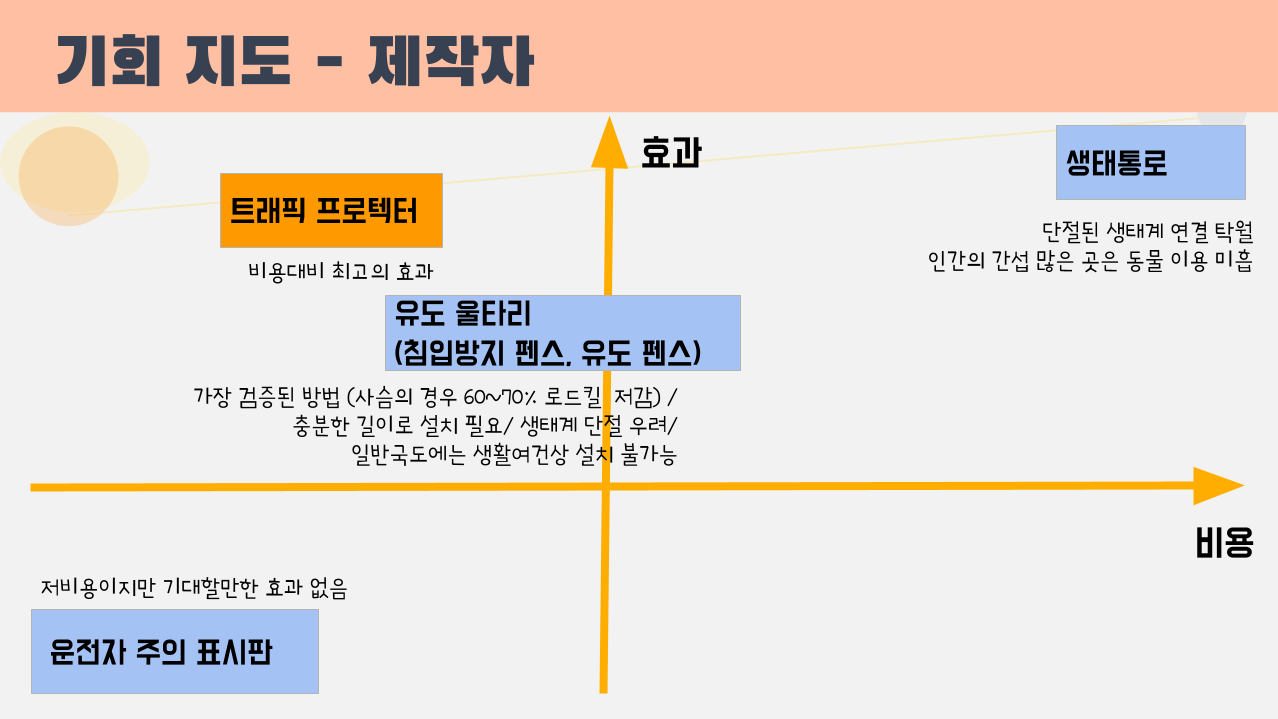 기회 지도 - 제작자
효과
생태통로
단절된 생태계 연결 탁월
인간의 간섭 많은 곳은 동물 이용 미흡
트래픽 프로텍터
비용대비 최고의 효과
유도 울타리
(침입방지 펜스, 유도 펜스)
가장 검증된 방법 (사슴의 경우 60~70% 로드킬 저감) /
충분한 길이로 설치 필요/ 생태계 단절 우려/
일반국도에는 생활여건상 설치 불가능
비용
저비용이지만 기대할만한 효과 없음
운전자 주의 표시판